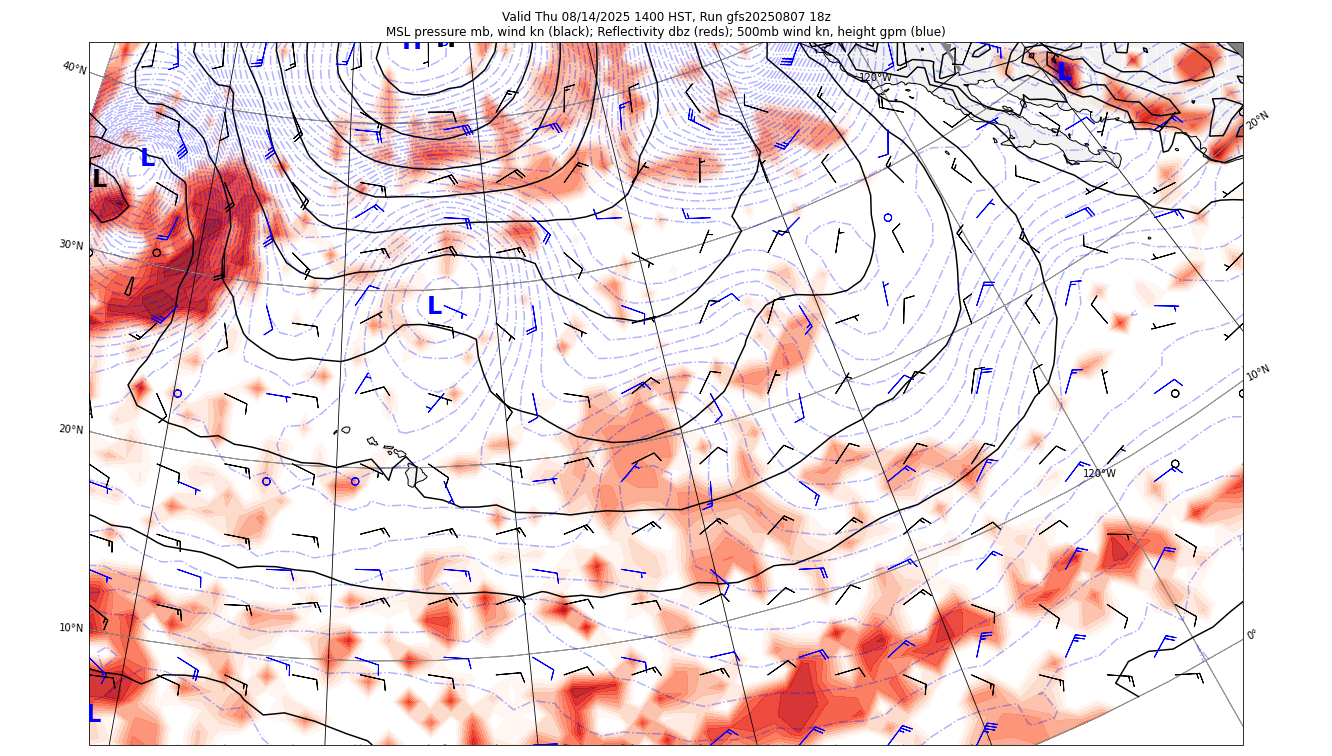 Valid Thu 08/14/2025 1400 HST, Run gfs20250807 18z
MSL pressure mb, wind kn (black); Reflectivity dbz (reds); 500mb wind kn, height gpm (blue)
H
40°N
120°W
L
20°N
L
L
30°N
L
10°N
20°N
120°W
10°N
0°
L